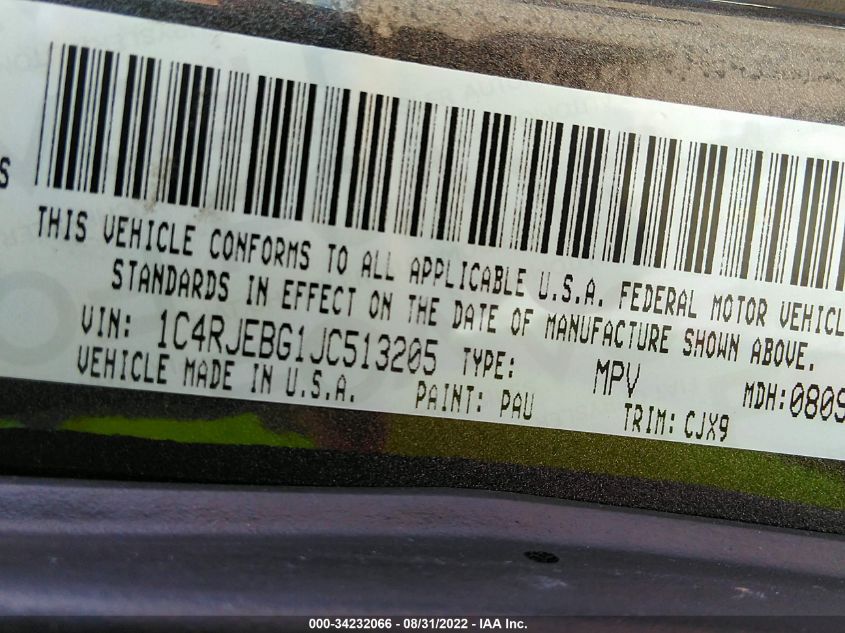 S
THIS VEHICLE CONFORMS TO ALL APPLICABLE U.S.A. FEDERAL MOTOR VEHICL
STANDARDS IN EFFECT ON THE DATE OF MANUFACTURE SHOWN ABOVE.
VIN: 1C4RJEBG1JC513205 TYPE: MPV MDH:0809
VEHICLE MADE IN U.S.A. PAINT: PAU TRIM: CJX9
000-34232066 - 08/31/2022 - IAA Inc.